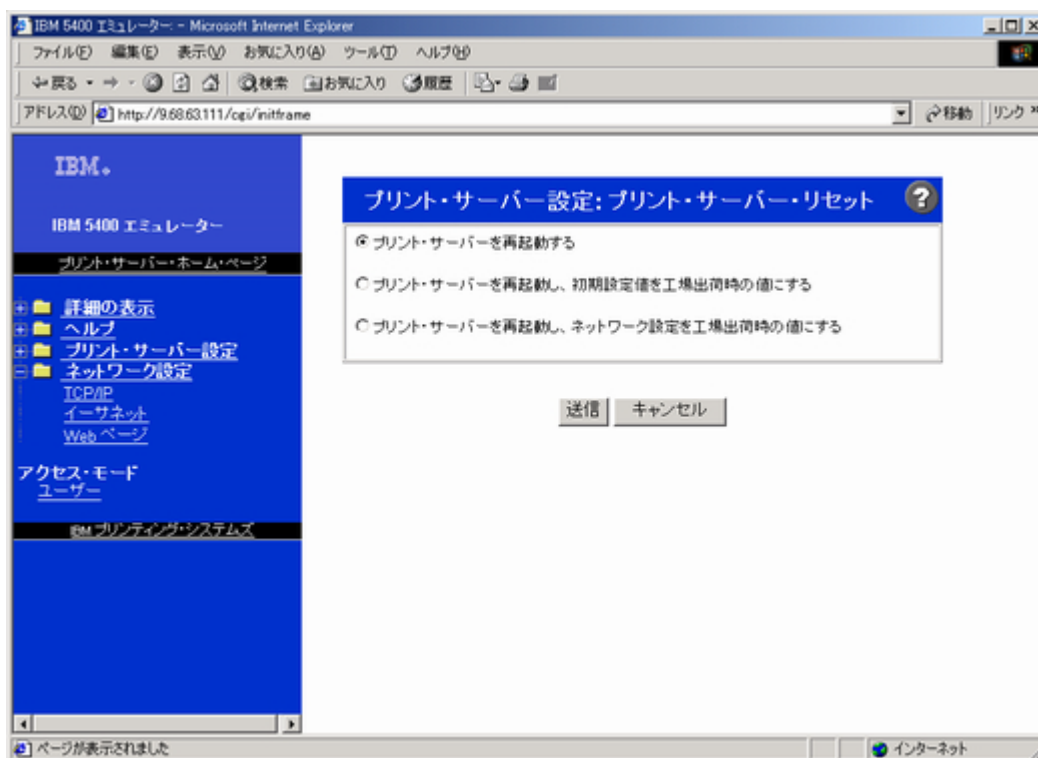 IBM 5400 エミュレーター: - Microsoft Internet Explorer
ファイル(F) 編集(E) 表示(V) お気に入り(A) ツール(T) ヘルプ(H)
戻る 検索 お気に入り 履歴
アドレス(D) http://9.68.63.111/cgi/initframe 移動 リンク »
IBM.
IBM 5400 エミュレーター
プリント・サーバー・ホーム・ページ
詳細の表示
ヘルプ
プリント・サーバー設定
ネットワーク設定
TCP/IP
イーサネット
Web ページ
アクセス・モード
ユーザー
IBM プリンティング・システムズ
プリント・サーバー設定: プリント・サーバー・リセット ?
プリント・サーバーを再起動する
プリント・サーバーを再起動し、初期設定値を工場出荷時の値にする
プリント・サーバーを再起動し、ネットワーク設定を工場出荷時の値にする
送信 キャンセル
ページが表示されました インターネット